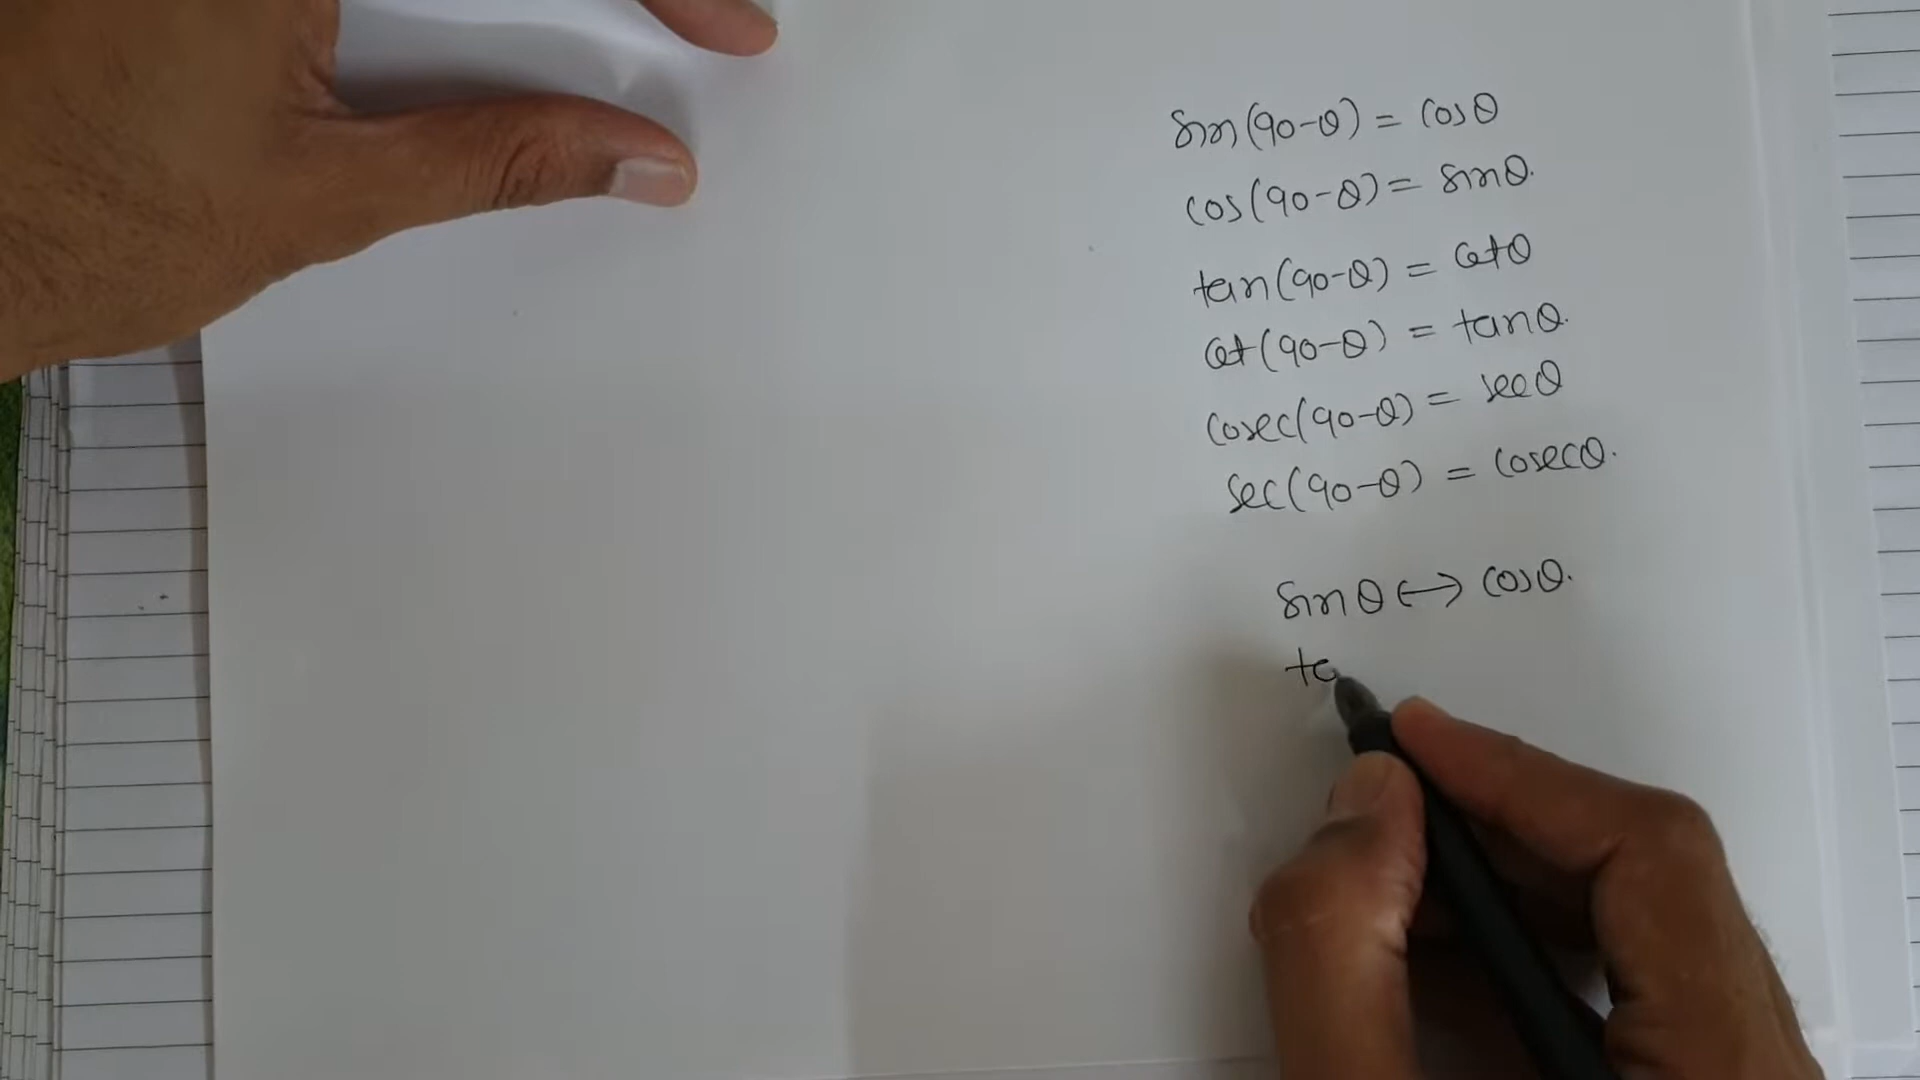 sin(90-θ) = cosθ
cos(90-θ) = sinθ.
tan(90-θ) = cotθ
cot(90-θ) = tanθ.
cosec(90-θ) = secθ
sec(90-θ) = cosecθ.
sinθ ↔ cosθ.
ta